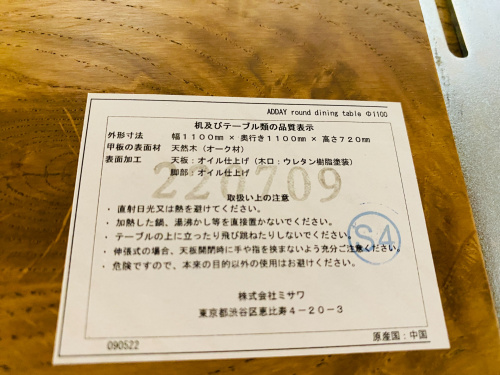 ADDAY round dining table Φ1100
机及びテーブル類の品質表示
外形寸法 幅1100mm × 奥行き1100mm × 高さ720mm
甲板の表面材 天然木(オーク材)
表面加工 天板:オイル仕上げ(木口:ウレタン樹脂塗装)
脚部:オイル仕上げ
220709
取扱い上の注意
・直射日光又は熱を避けてください。
・加熱した鍋、湯沸かし等を直接置かないでください。
・テーブルの上に立ったり飛び跳ねたりしないでください。
・伸張式の場合、天板開閉時に手や指を挟まないよう充分ご注意ください。
・危険ですので、本来の目的以外の使用はお避けください。
S4
株式会社ミサワ
東京都渋谷区恵比寿4-20-3
090522
原産国:中国